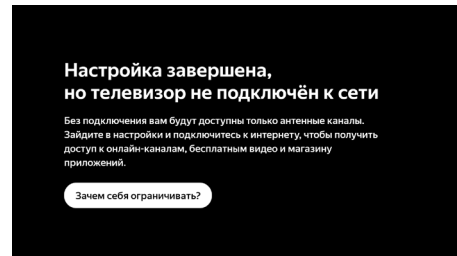 Настройка завершена,
но телевизор не подключён к сети
Без подключения вам будут доступны только антенные каналы.
Зайдите в настройки и подключитесь к интернету, чтобы получить
доступ к онлайн-каналам, бесплатным видео и магазину
приложений.
Зачем себя ограничивать?